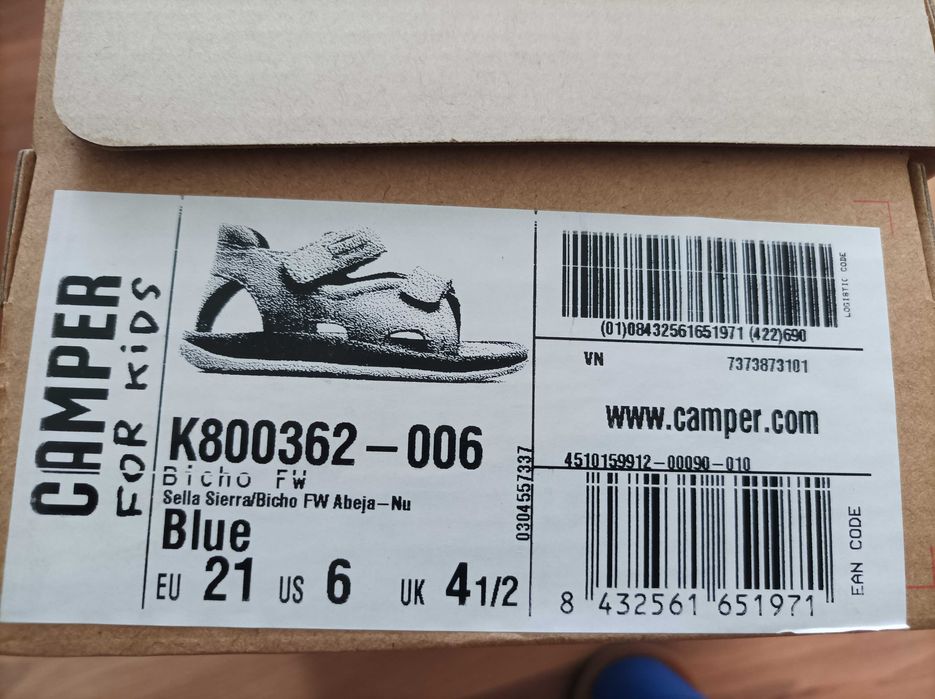 CAMPER
FOR KiDS
K800362-006
Bicho FW
Sella Sierra/Bicho FW Abeja-Nu
Blue
EU 21 US 6 UK 4 1/2
0304557337
(01)08432561651971 (422)690
LOGISTIC CODE
VN 7373873101
www.camper.com
4510159912-00090-010
8 432561 651971
EAN CODE